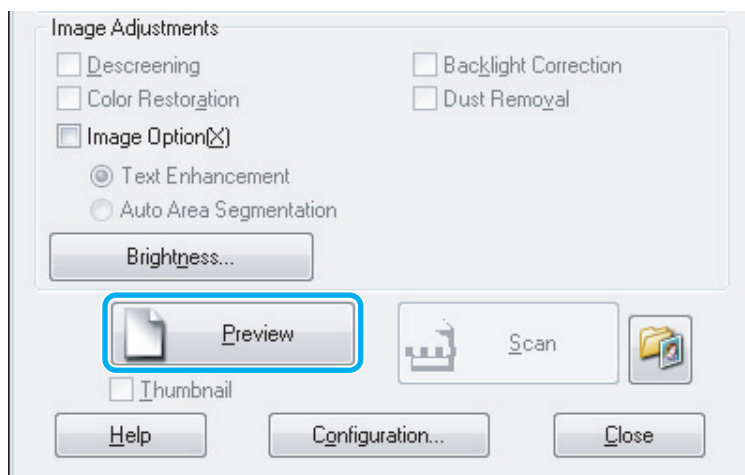 Image Adjustments
Descreening Backlight Correction
Color Restoration Dust Removal
Image Option(X)
Text Enhancement
Auto Area Segmentation
Brightness...
Preview Scan
Thumbnail
Help Configuration... Close